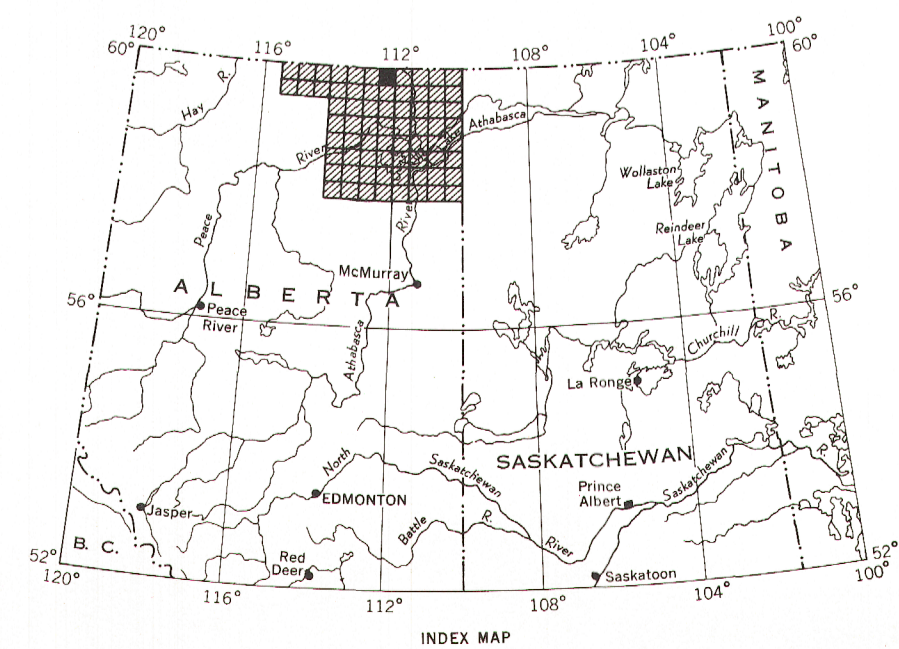 120°
60°
116°
112°
108°
104°
100°
60°
Hay
R.
Athabasca
River
Lake
Wollaston
Lake
Reindeer
Lake
MANITOBA
Peace
River
McMurray
ALBERTA
56°
56°
Peace
River
Athabasca
Churchill
R.
La Ronge
SASKATCHEWAN
North
Saskatchewan
Saskatchewan
R.
Prince
Albert
EDMONTON
Jasper
Battle
R.
River
B. C.
Red
Deer
Saskatoon
52°
120°
116°
112°
108°
104°
52°
100°
INDEX MAP